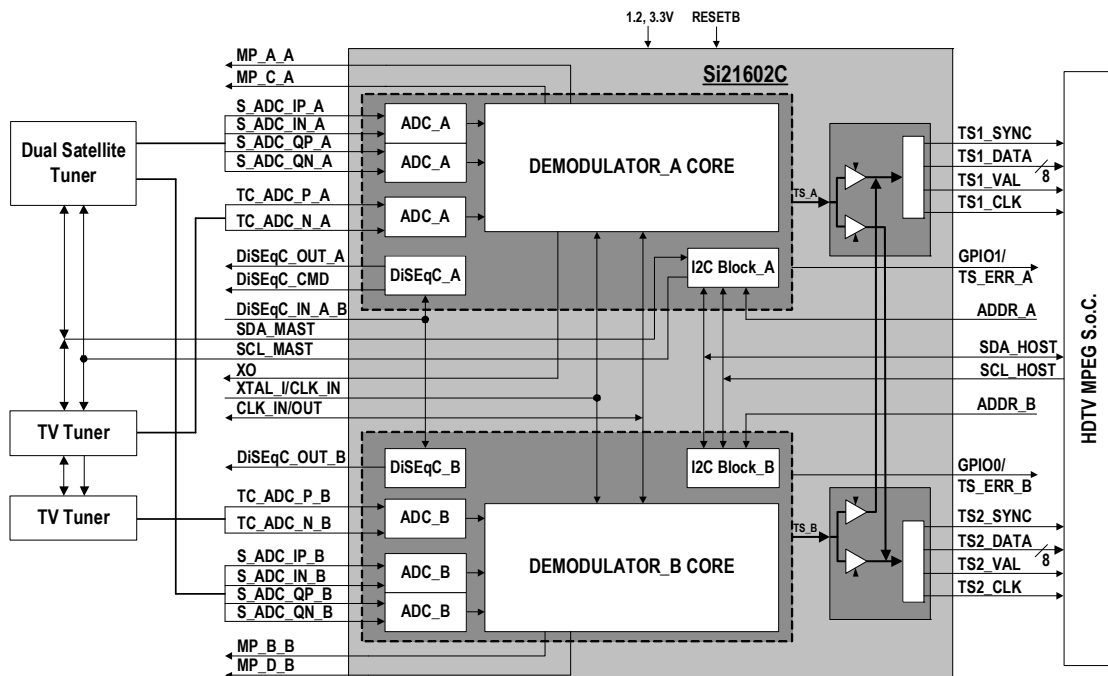 1.2, 3.3V
RESETB
Si21602C
MP_A_A
MP_C_A
S_ADC_IP_A
S_ADC_IN_A
S_ADC_QP_A
S_ADC_QN_A
TC_ADC_P_A
TC_ADC_N_A
DiSEqC_OUT_A
DiSEqC_CMD
DiSEqC_IN_A_B
SDA_MAST
SCL_MAST
XO
XTAL_I/CLK_IN
CLK_IN/OUT
DiSEqC_OUT_B
TC_ADC_P_B
TC_ADC_N_B
S_ADC_IP_B
S_ADC_IN_B
S_ADC_QP_B
S_ADC_QN_B
MP_B_B
MP_D_B
Dual Satellite
Tuner
TV Tuner
TV Tuner
ADC_A
ADC_A
ADC_A
DiSEqC_A
DEMODULATOR_A CORE
I2C Block_A
TS_A
DiSEqC_B
I2C Block_B
ADC_B
ADC_B
ADC_B
DEMODULATOR_B CORE
TS_B
TS1_SYNC
TS1_DATA
8
TS1_VAL
TS1_CLK
GPIO1/
TS_ERR_A
ADDR_A
SDA_HOST
SCL_HOST
ADDR_B
GPIO0/
TS_ERR_B
TS2_SYNC
TS2_DATA
8
TS2_VAL
TS2_CLK
HDTV MPEG S.o.C.